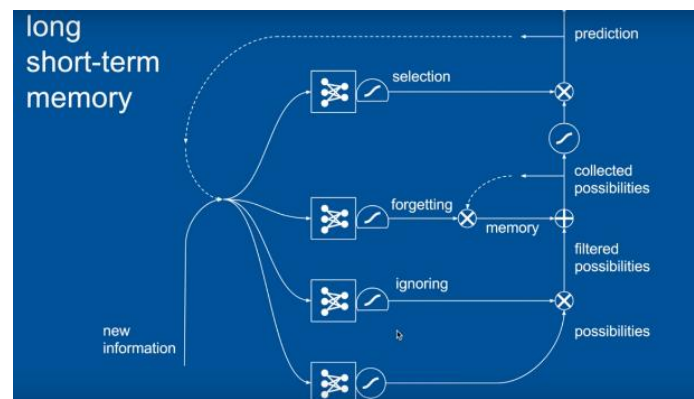 long
short-term
memory
prediction
selection
collected
possibilities
forgetting
memory
filtered
possibilities
ignoring
new
information
possibilities